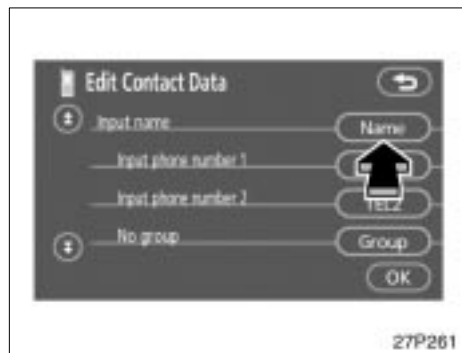 Edit Contact Data
Input name Name
Input phone number 1
Input phone number 2 TEL2
No group Group
OK
27P261